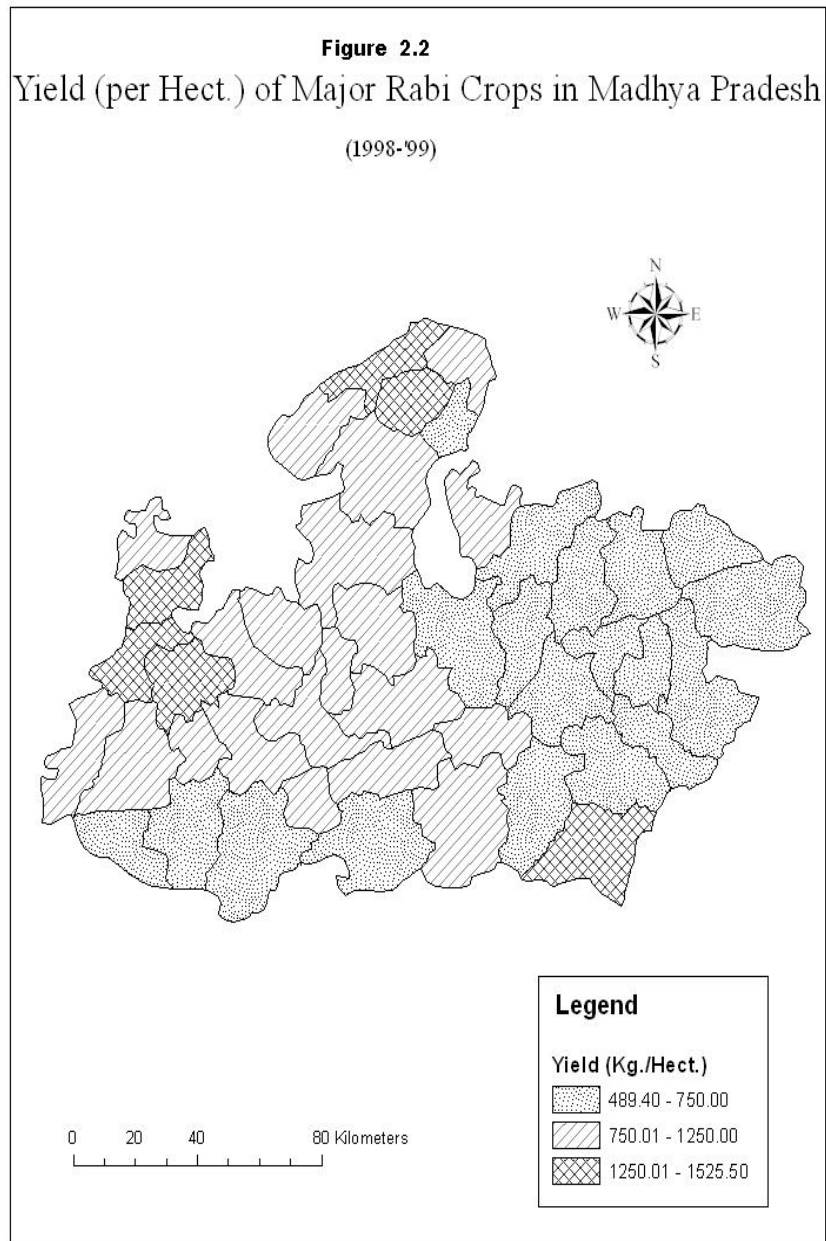 Figure 2.2
Yield (per Hect.) of Major Rabi Crops in Madhya Pradesh
(1998-'99)
N
W E
S
Legend
Yield (Kg./Hect.)
489.40 - 750.00
750.01 - 1250.00
1250.01 - 1525.50
0 20 40 80 Kilometers